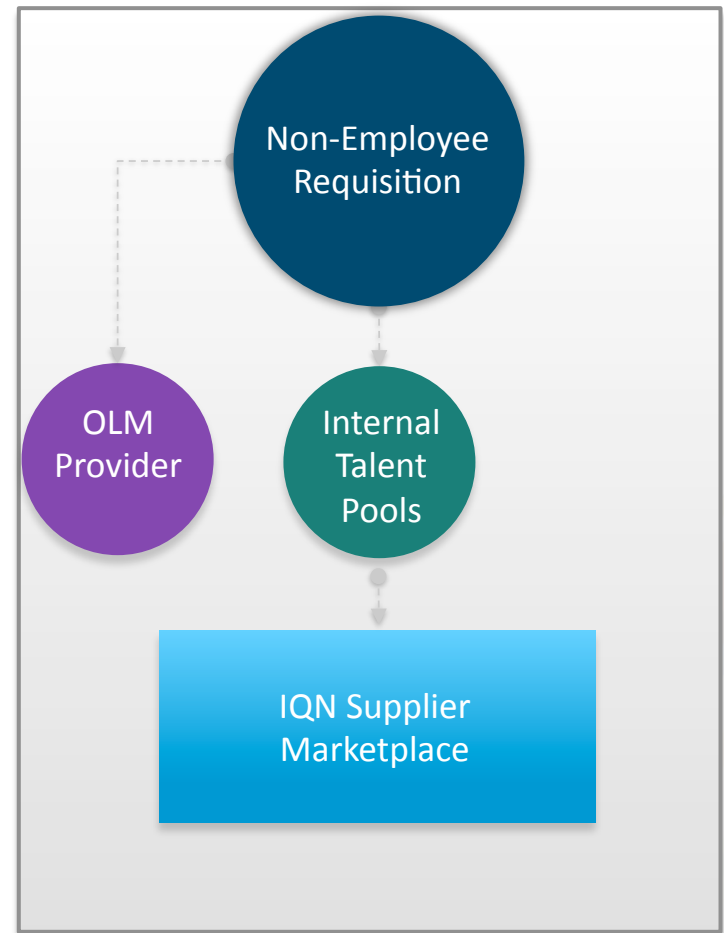 Non-Employee
Requisition
OLM
Provider
Internal
Talent
Pools
IQN Supplier
Marketplace